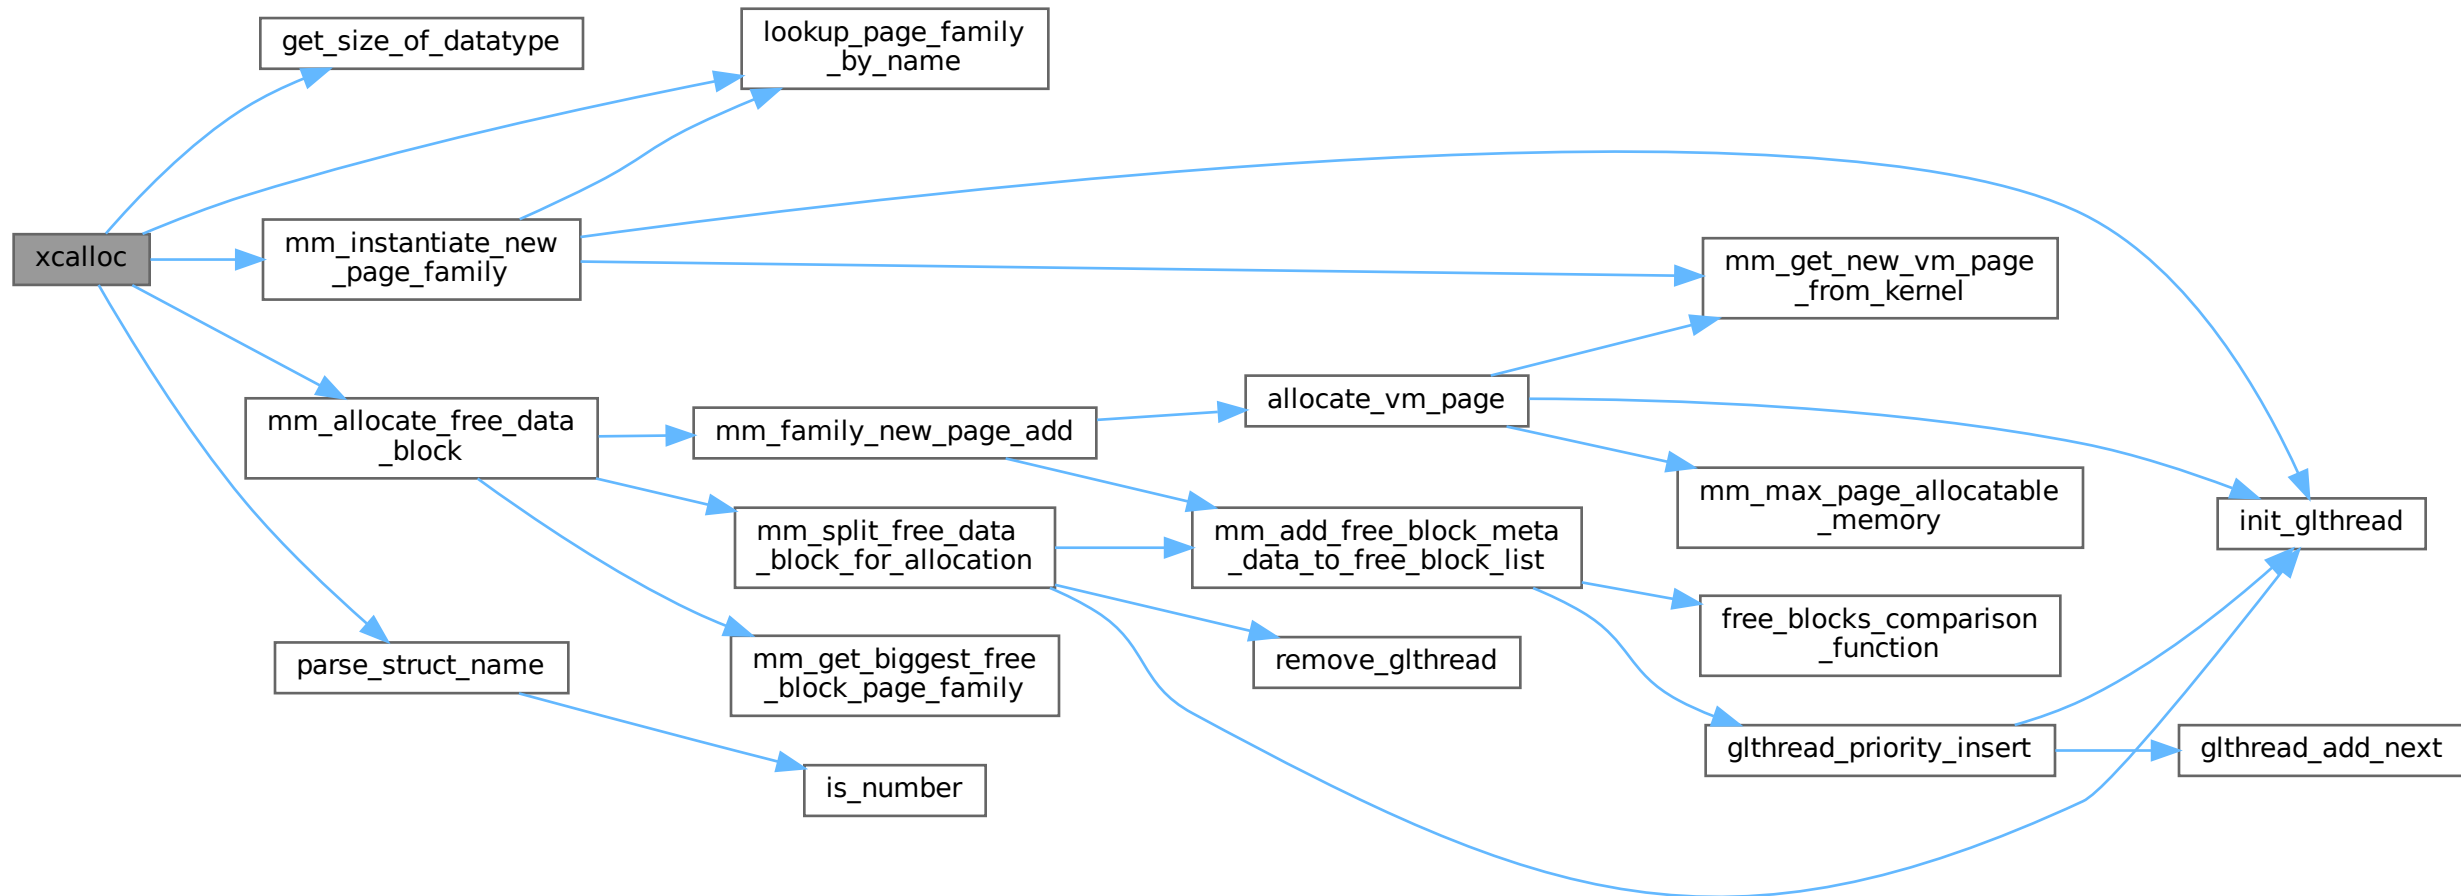 xcalloc
get_size_of_datatype
lookup_page_family
_by_name
mm_instantiate_new
_page_family
mm_allocate_free_data
_block
parse_struct_name
mm_family_new_page_add
mm_split_free_data
_block_for_allocation
mm_get_biggest_free
_block_page_family
is_number
allocate_vm_page
mm_add_free_block_meta
_data_to_free_block_list
remove_glthread
mm_get_new_vm_page
_from_kernel
mm_max_page_allocatable
_memory
free_blocks_comparison
_function
glthread_priority_insert
init_glthread
glthread_add_next